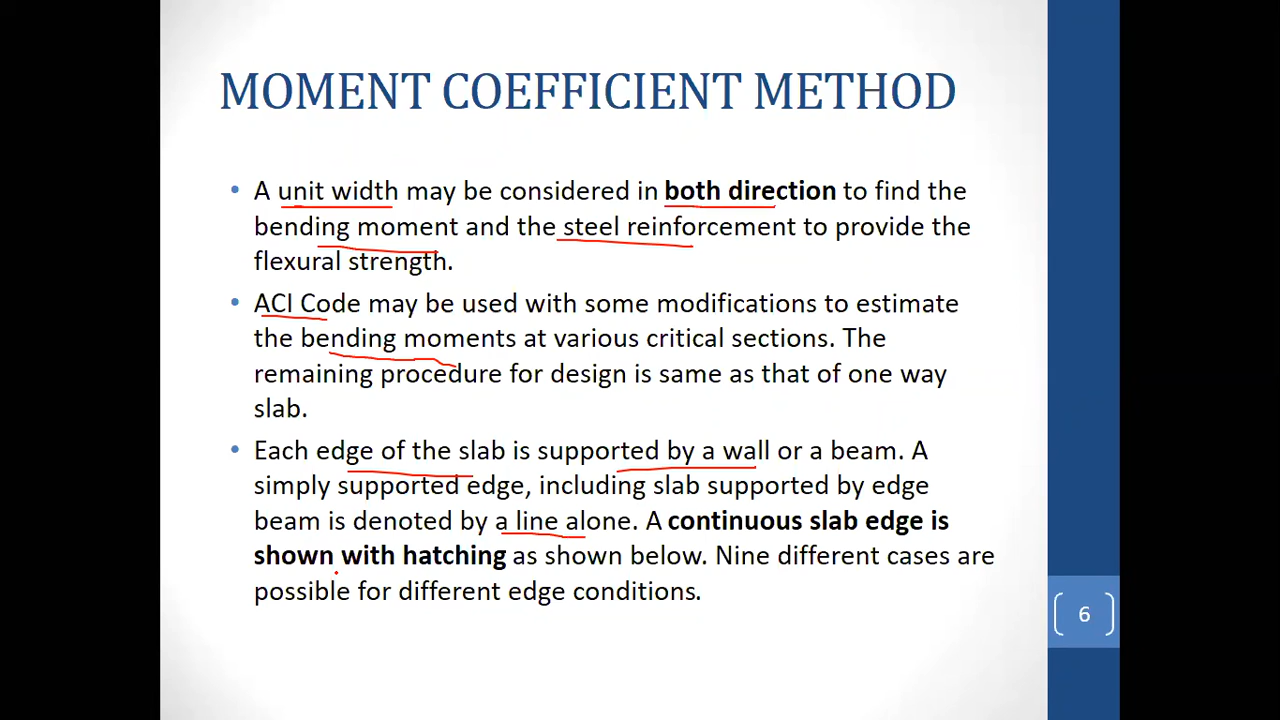 MOMENT COEFFICIENT METHOD
• A unit width may be considered in both direction to find the
bending moment and the steel reinforcement to provide the
flexural strength.
• ACI Code may be used with some modifications to estimate
the bending moments at various critical sections. The
remaining procedure for design is same as that of one way
slab.
• Each edge of the slab is supported by a wall or a beam. A
simply supported edge, including slab supported by edge
beam is denoted by a line alone. A continuous slab edge is
shown with hatching as shown below. Nine different cases are
possible for different edge conditions.
6